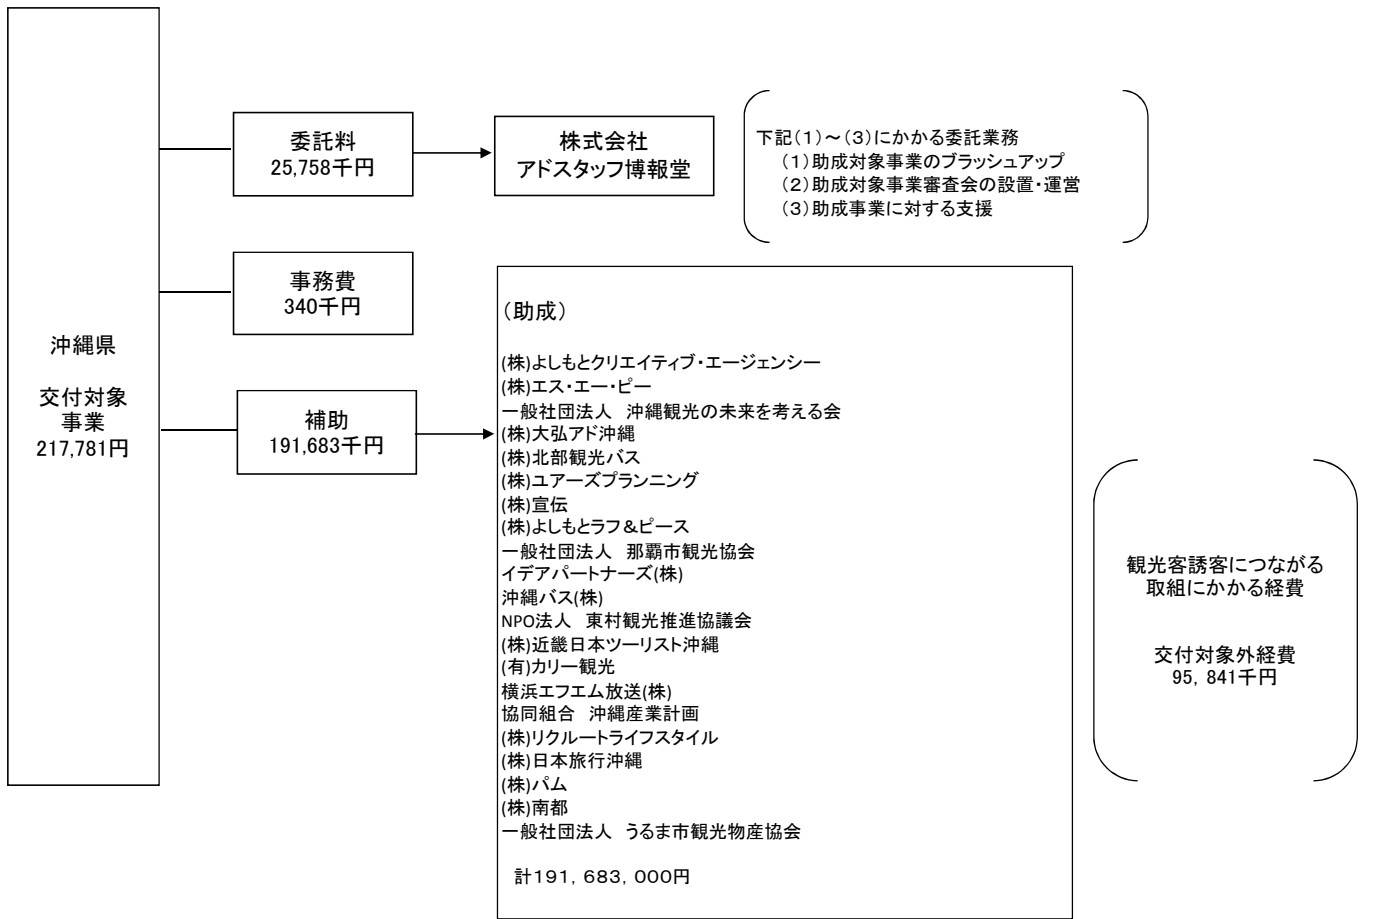 沖縄県
交付対象
事業
217,781円
委託料
25,758千円
株式会社
アドスタッフ博報堂
下記(1)～(3)にかかる委託業務
(1)助成対象事業のブラッシュアップ
(2)助成対象事業審査会の設置・運営
(3)助成事業に対する支援
事務費
340千円
補助
191,683千円
(助成)
(株)よしもとクリエイティブ・エージェンシー
(株)エス・エー・ピー
一般社団法人　沖縄観光の未来を考える会
(株)大弘アド沖縄
(株)北部観光バス
(株)ユアーズプランニング
(株)宣伝
(株)よしもとラフ＆ピース
一般社団法人　那覇市観光協会
イデアパートナーズ(株)
沖縄バス(株)
NPO法人　東村観光推進協議会
(株)近畿日本ツーリスト沖縄
(有)カリー観光
横浜エフエム放送(株)
協同組合　沖縄産業計画
(株)リクルートライフスタイル
(株)日本旅行沖縄
(株)パム
(株)南都
一般社団法人　うるま市観光物産協会
計191，683，000円
観光客誘客につながる
取組にかかる経費
交付対象外経費
95，841千円